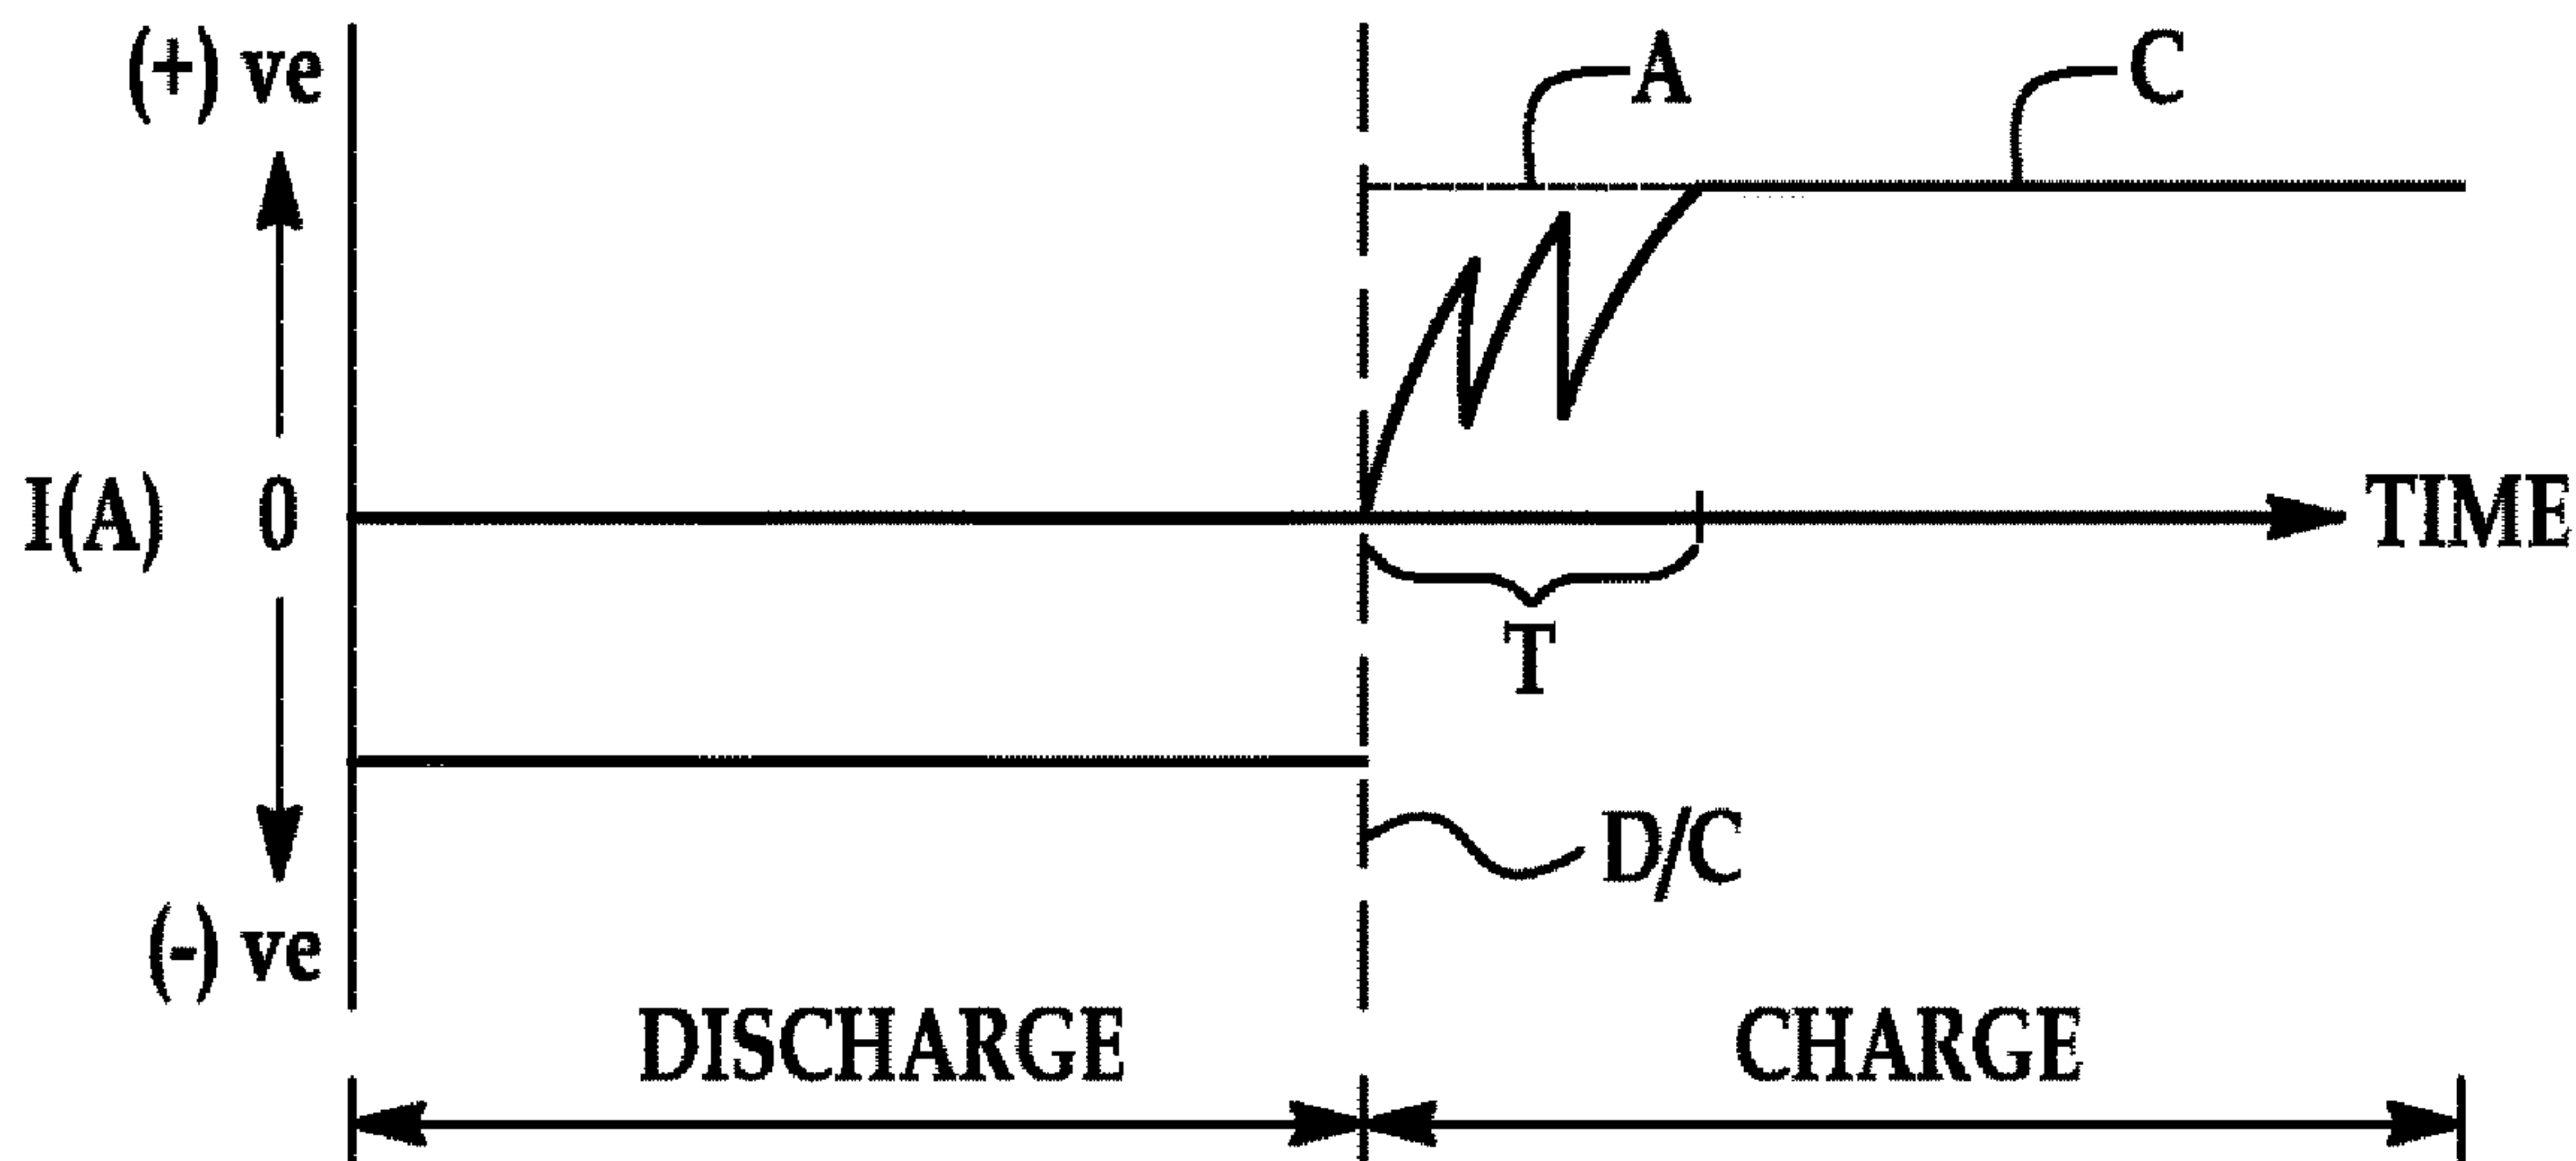 (+) ve
A
C
I(A)
0
TIME
T
D/C
(-) ve
DISCHARGE
CHARGE